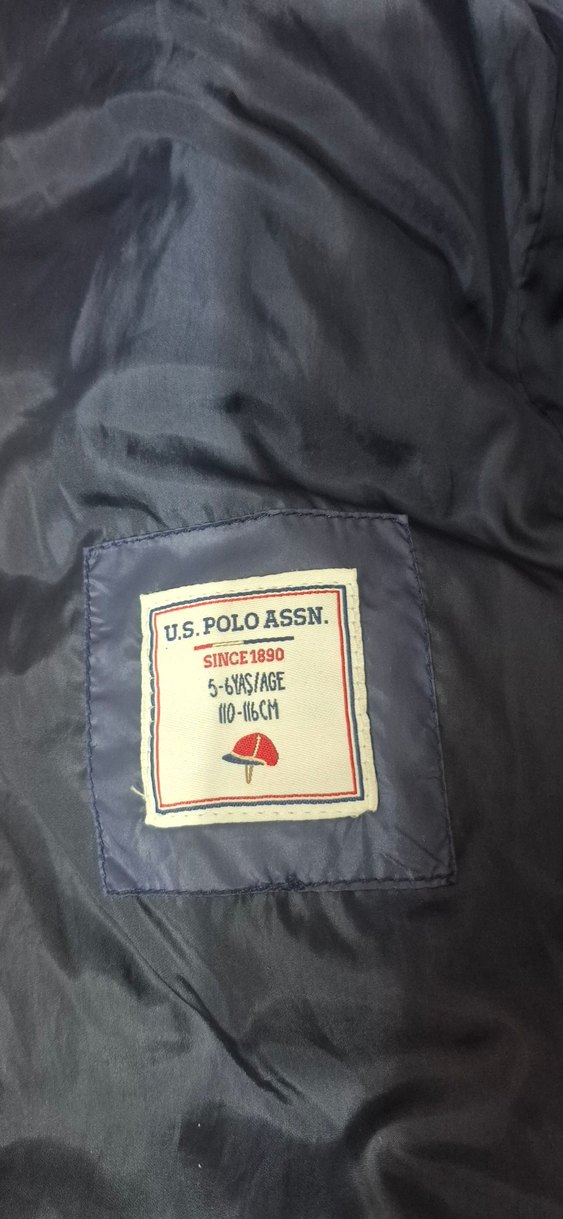 U.S. POLO ASSN.
SINCE 1890
5-6YAŞ/AGE
110-116CM